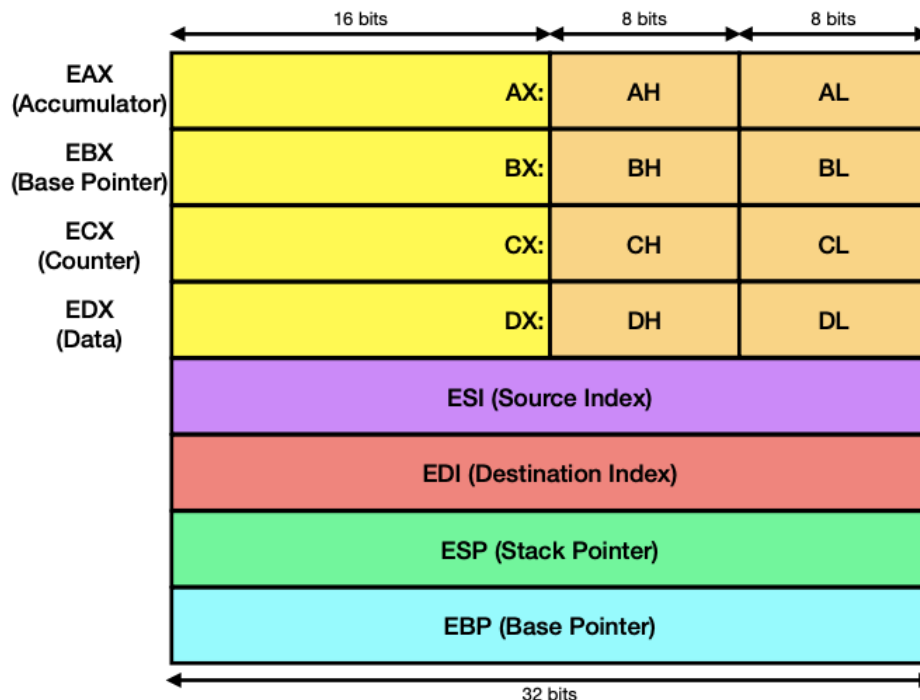 16 bits 8 bits 8 bits
EAX
(Accumulator)
AX: AH AL
EBX
(Base Pointer)
BX: BH BL
ECX
(Counter)
CX: CH CL
EDX
(Data)
DX: DH DL
ESI (Source Index)
EDI (Destination Index)
ESP (Stack Pointer)
EBP (Base Pointer)
32 bits